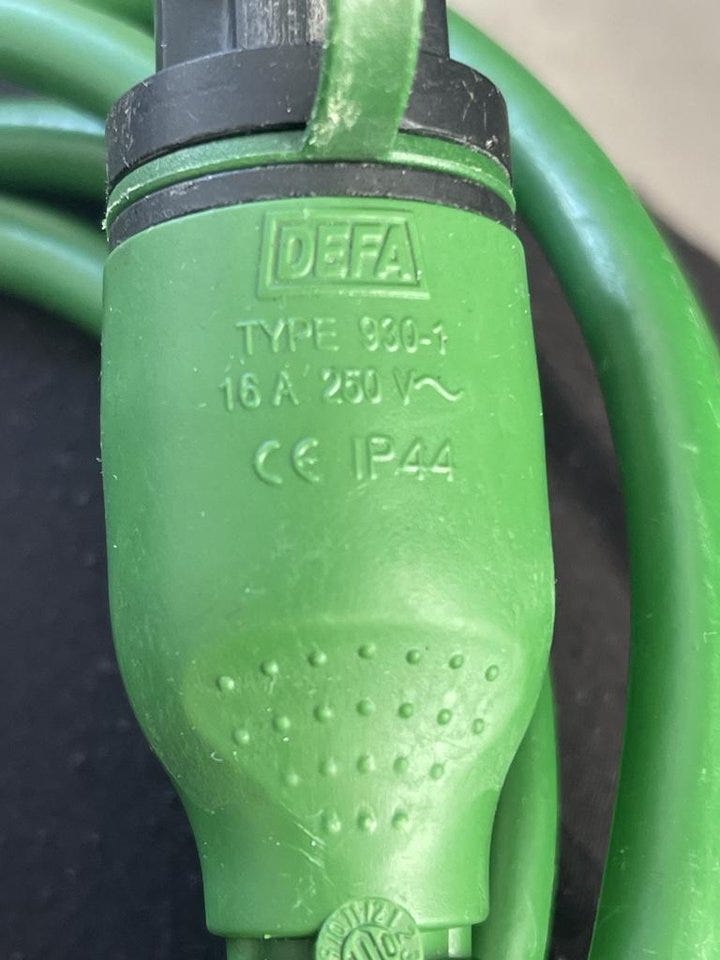 DEFA
TYPE 930-1
16 A 250 V~
CE IP44